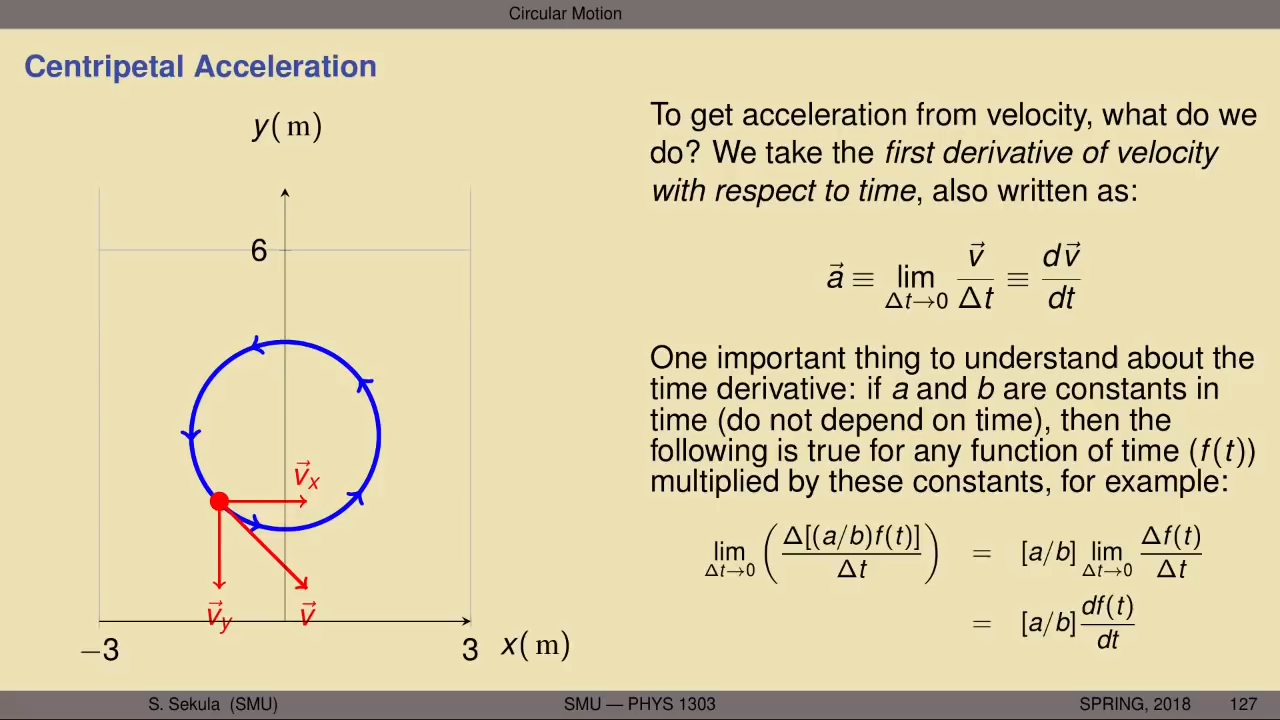 Circular Motion
Centripetal Acceleration
y( m)
6
v⃗x
v⃗y
v⃗
−3
3
x( m)
To get acceleration from velocity, what do we
do? We take the first derivative of velocity
with respect to time, also written as:
a⃗ ≡ lim Δt→0 v⃗/Δt ≡ dv⃗/dt
One important thing to understand about the
time derivative: if a and b are constants in
time (do not depend on time), then the
following is true for any function of time (f(t))
multiplied by these constants, for example:
lim Δt→0 (Δ[(a/b)f(t)]/Δt) = [a/b] lim Δt→0 Δf(t)/Δt
= [a/b] df(t)/dt
S. Sekula (SMU)
SMU — PHYS 1303
SPRING, 2018
127